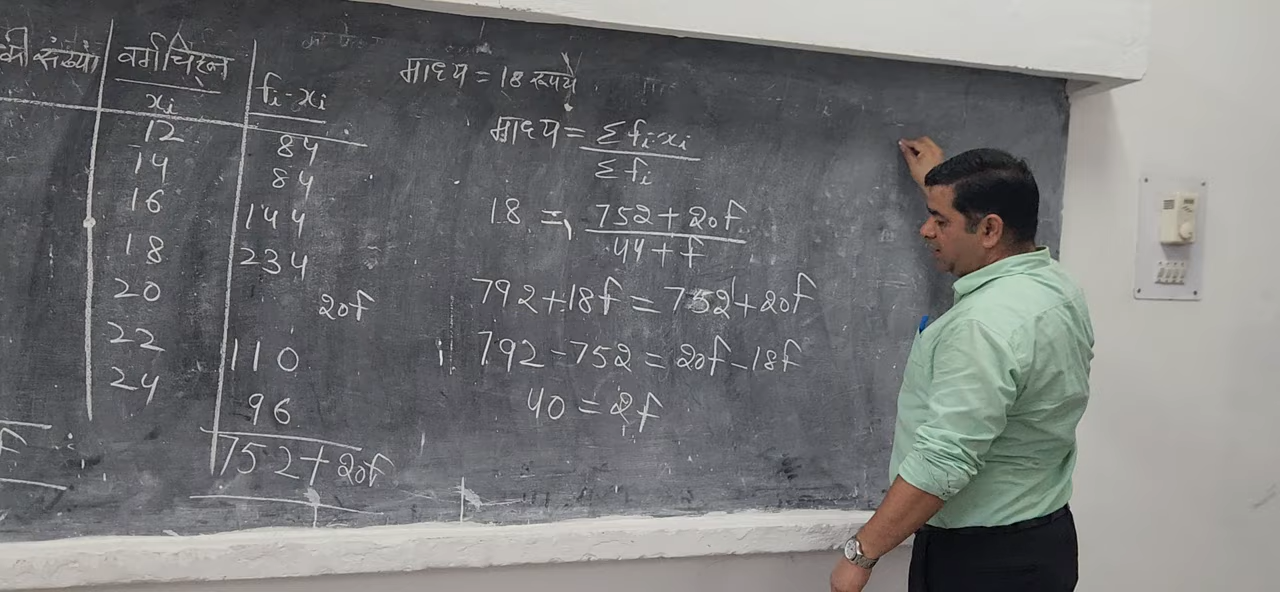 की संख्या वर्गचिह्न
xi fi-xi
12 84
14 84
16 144
18 234
20 20f
22 110
24 96
f 752+20f
माध्य = 18 रूपये
माध्य = Σfi-xi / Σfi
18 = 752+20f / 44+f
792+18f = 752+20f
792-752 = 20f-18f
40 = 2f